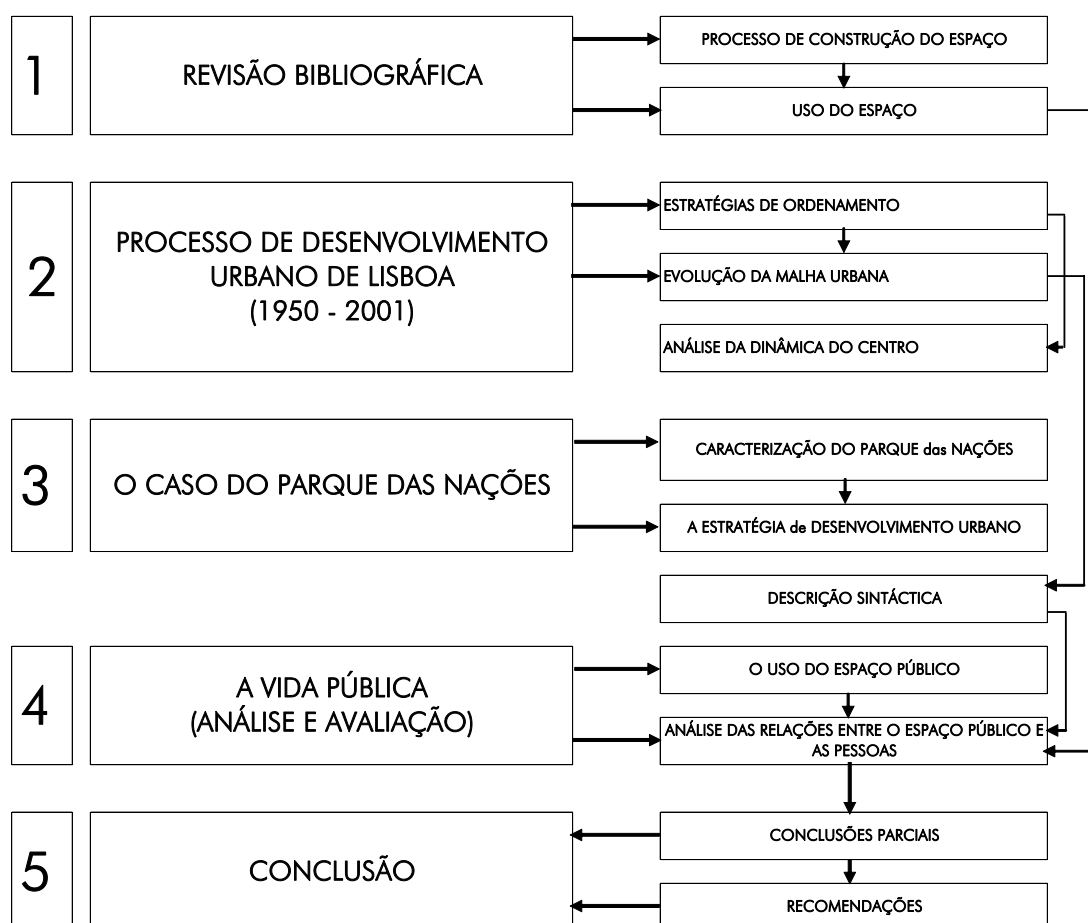 1
REVISÃO BIBLIOGRÁFICA
PROCESSO DE CONSTRUÇÃO DO ESPAÇO
USO DO ESPAÇO
2
PROCESSO DE DESENVOLVIMENTO
URBANO DE LISBOA
(1950 - 2001)
ESTRATÉGIAS DE ORDENAMENTO
EVOLUÇÃO DA MALHA URBANA
ANÁLISE DA DINÂMICA DO CENTRO
3
O CASO DO PARQUE DAS NAÇÕES
CARACTERIZAÇÃO DO PARQUE das NAÇÕES
A ESTRATÉGIA de DESENVOLVIMENTO URBANO
DESCRIÇÃO SINTÁCTICA
4
A VIDA PÚBLICA
(ANÁLISE E AVALIAÇÃO)
O USO DO ESPAÇO PÚBLICO
ANÁLISE DAS RELAÇÕES ENTRE O ESPAÇO PÚBLICO E
AS PESSOAS
5
CONCLUSÃO
CONCLUSÕES PARCIAIS
RECOMENDAÇÕES